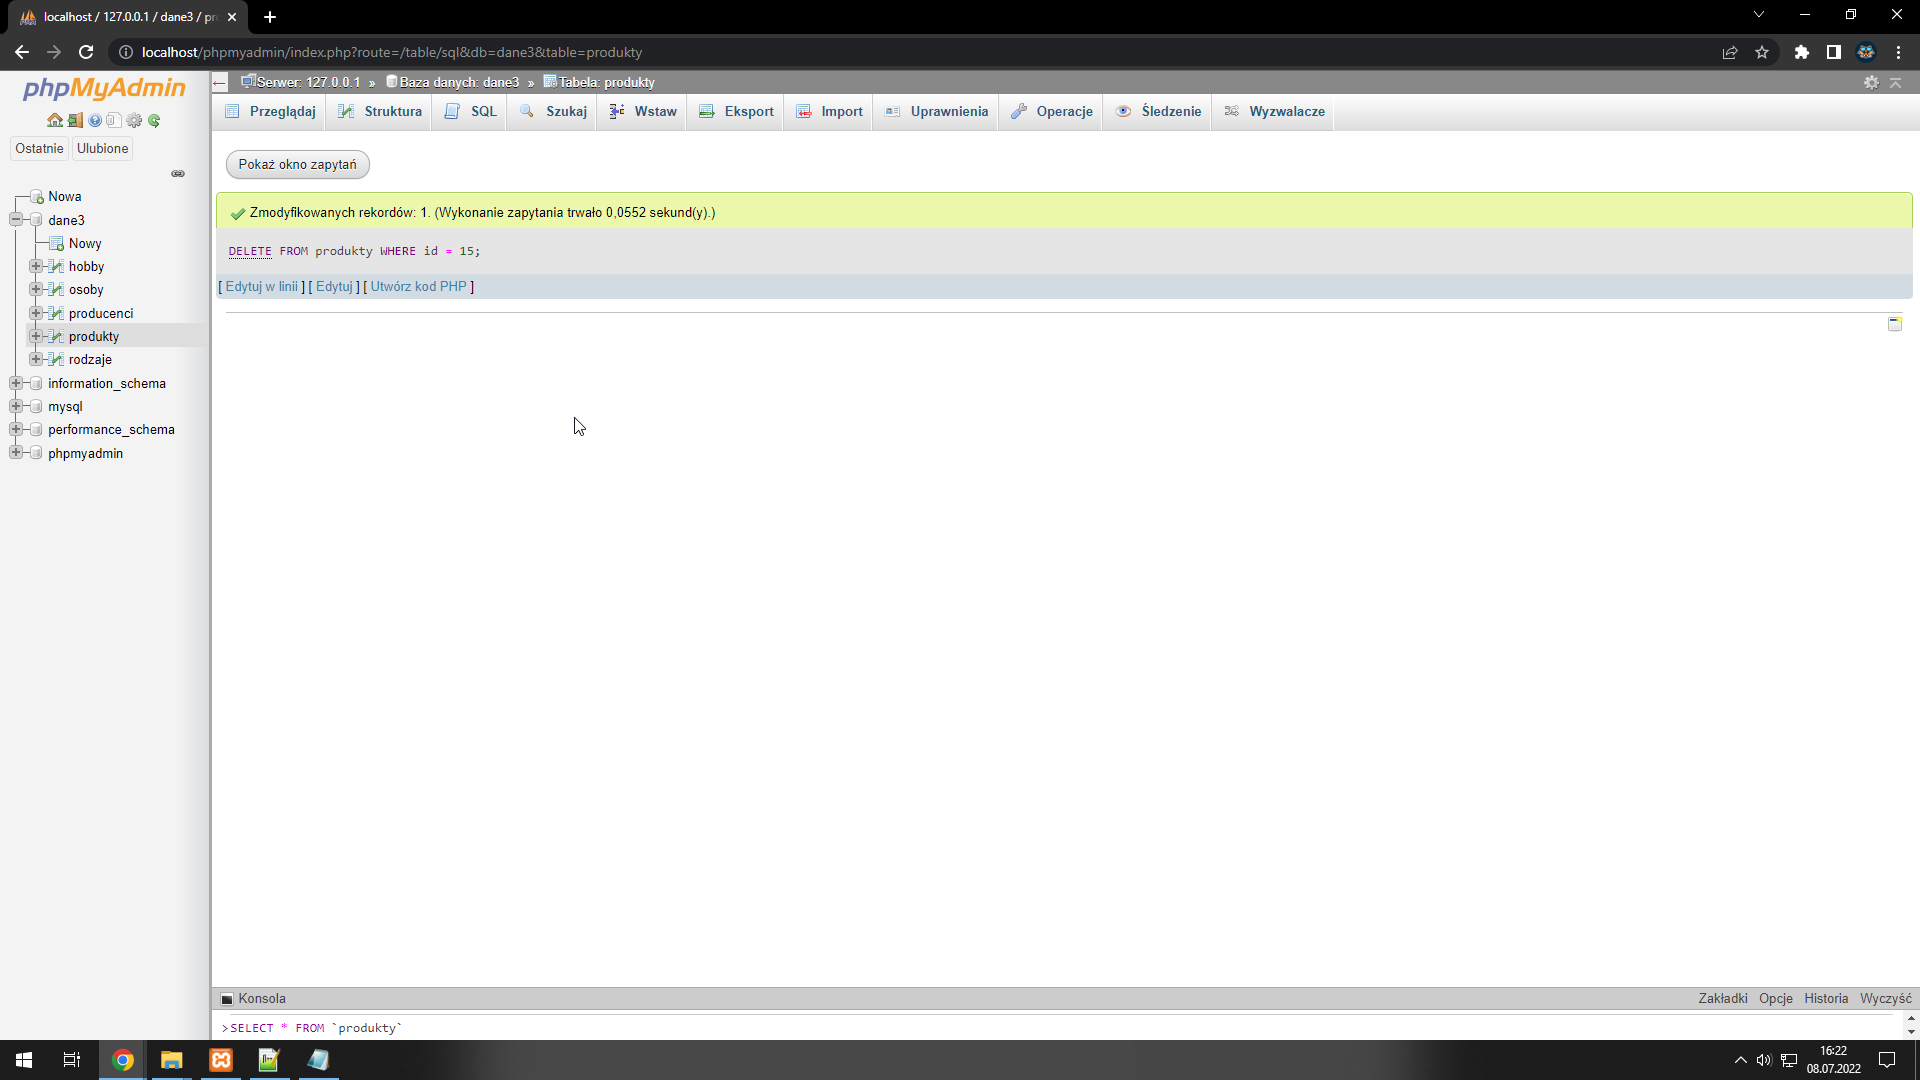 localhost / 127.0.0.1 / dane3 / pr
localhost/phpmyadmin/index.php?route=/table/sql&db=dane3&table=produkty
phpMyAdmin
Ostatnie Ulubione
Nowa
dane3
Nowy
hobby
osoby
producenci
produkty
rodzaje
information_schema
mysql
performance_schema
phpmyadmin
Serwer: 127.0.0.1 » Baza danych: dane3 » Tabela: produkty
Przeglądaj Struktura SQL Szukaj Wstaw Eksport Import Uprawnienia Operacje Śledzenie Wyzwalacze
Pokaż okno zapytań
Zmodyfikowanych rekordów: 1. (Wykonanie zapytania trwało 0,0552 sekund(y).)
DELETE FROM produkty WHERE id = 15;
[ Edytuj w linii ] [ Edytuj ] [ Utwórz kod PHP ]
Konsola Zakładki Opcje Historia Wyczyść
>SELECT * FROM `produkty`
16:22
08.07.2022